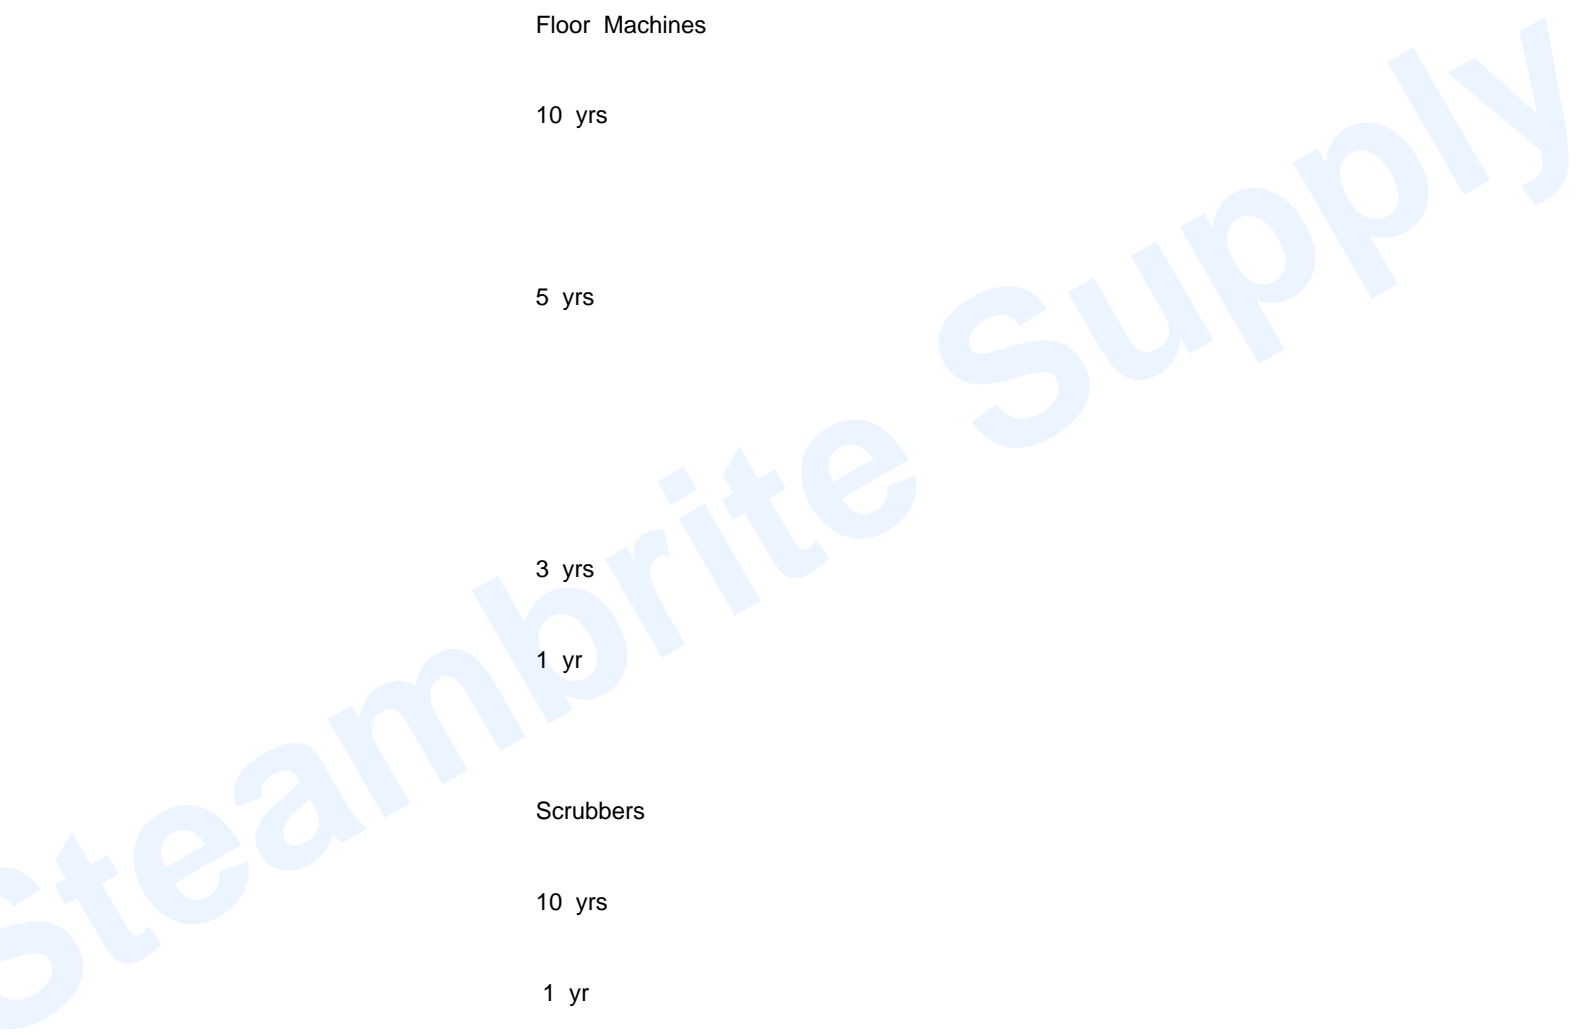 Floor Machines
10 yrs
5 yrs
3 yrs
1 yr
Scrubbers
10 yrs
1 yr
Steambrite Supply